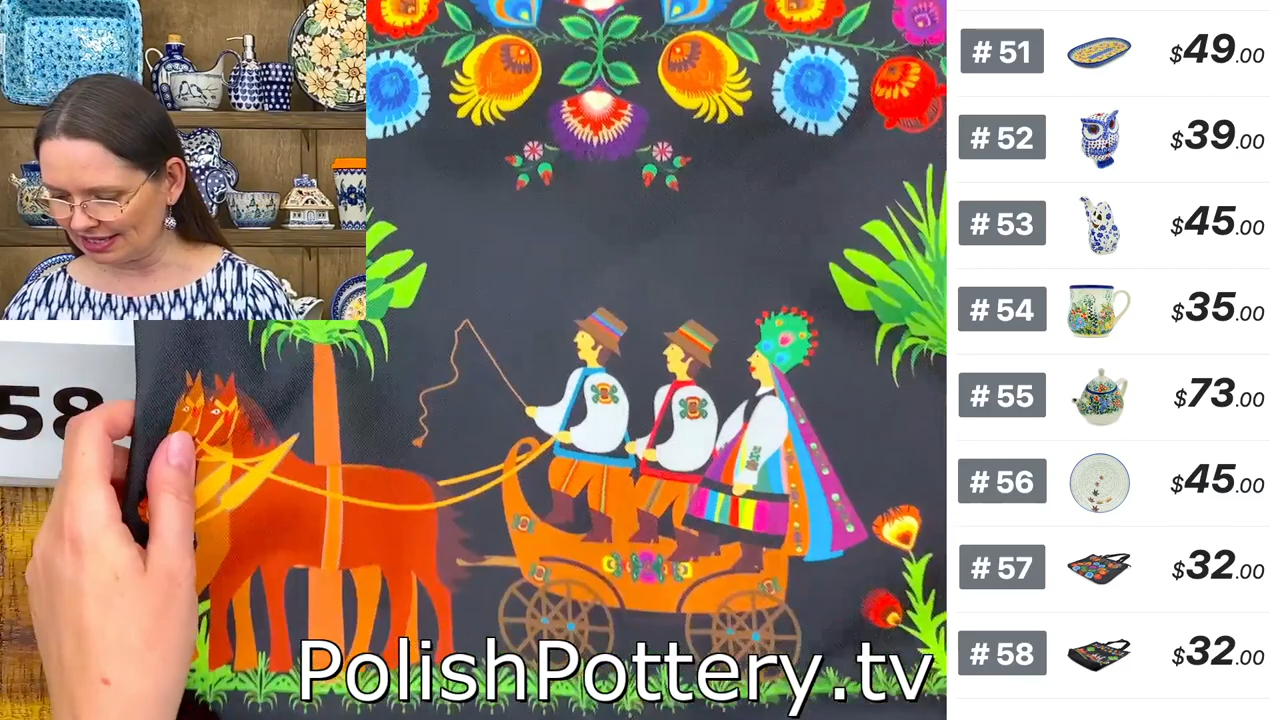 # 51 $49.00
# 52 $39.00
# 53 $45.00
# 54 $35.00
# 55 $73.00
# 56 $45.00
# 57 $32.00
# 58 $32.00
58
PolishPottery.tv